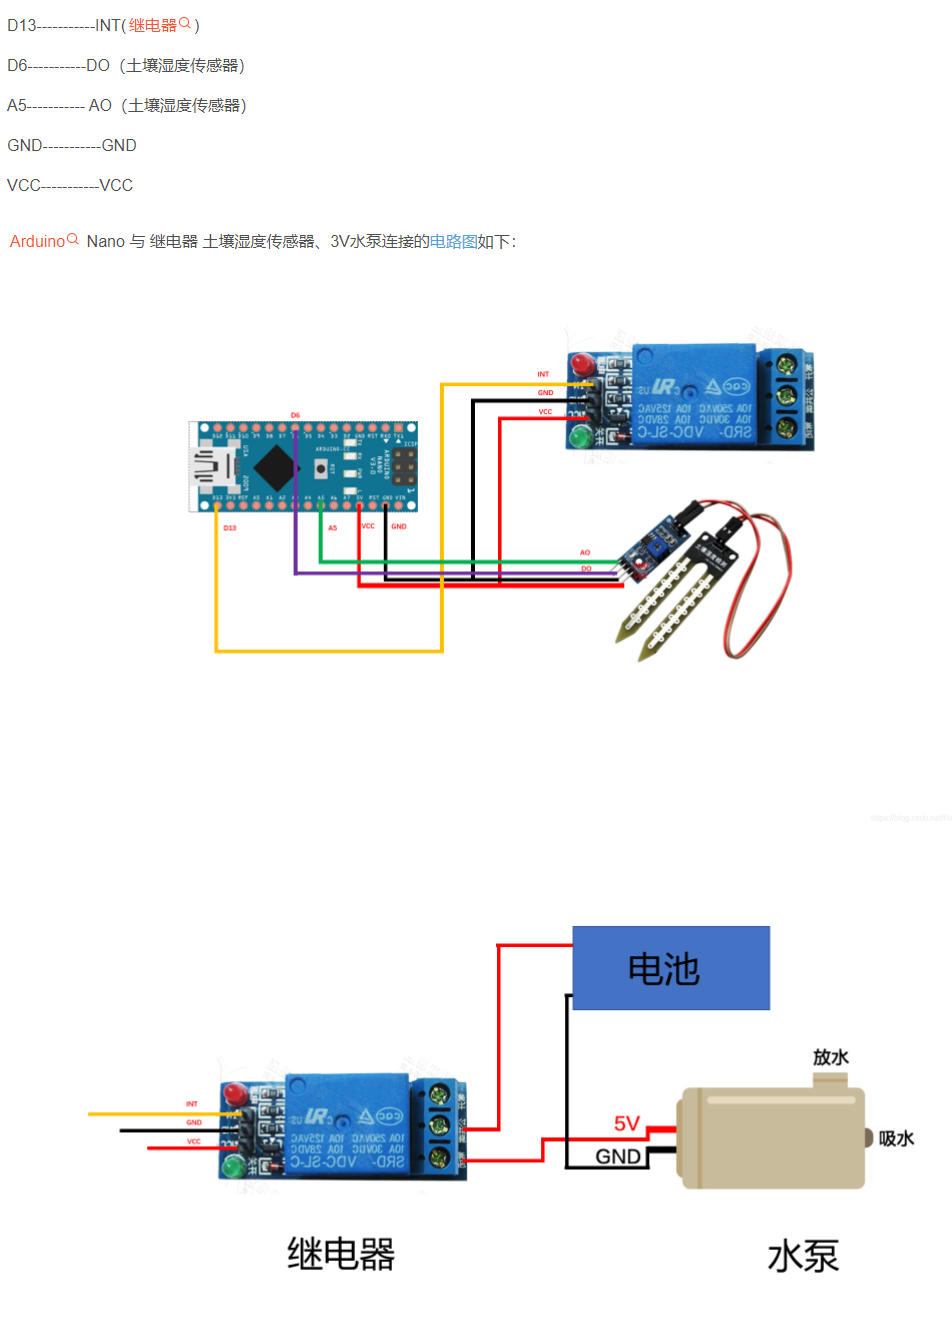 D13-----------INT(继电器)
D6-----------DO（土壤湿度传感器）
A5----------- AO（土壤湿度传感器）
GND-----------GND
VCC-----------VCC
Arduino Nano 与 继电器 土壤湿度传感器、3V水泵连接的电路图如下：
INT
GND
VCC
D6
D13
A5
VCC
GND
AO
DO
电池
放水
INT
GND
VCC
5V
GND
吸水
继电器
水泵